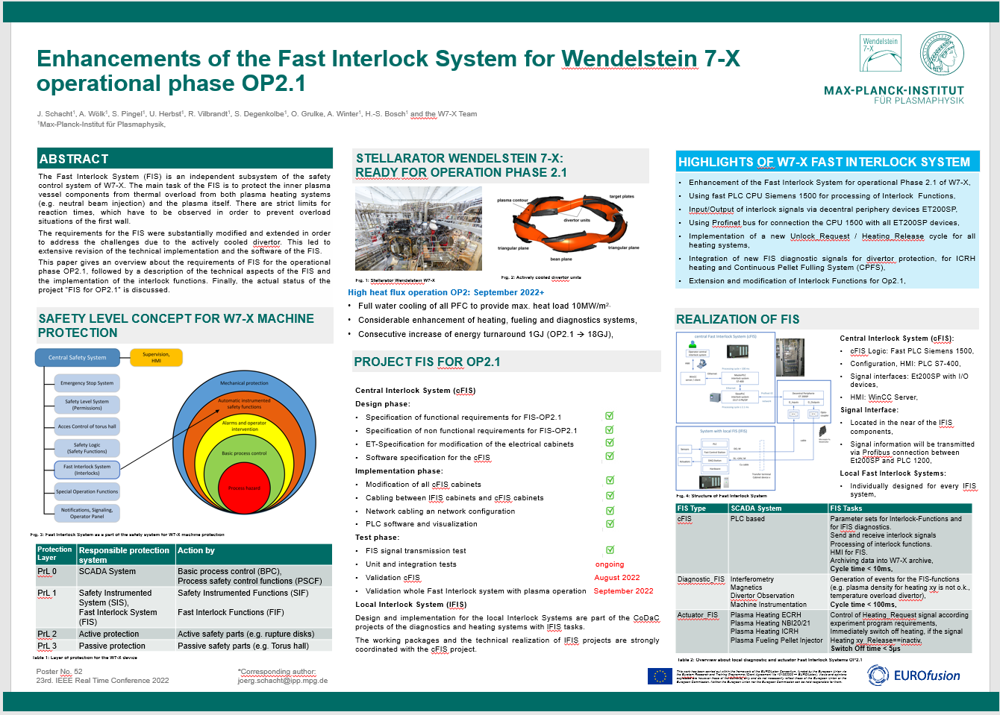 Enhancements of the Fast Interlock System for Wendelstein 7-X
operational phase OP2.1
Wendelstein
7-X
MAX-PLANCK-INSTITUT
FÜR PLASMAPHYSIK
J. Schacht¹, A. Wölk¹, S. Pingel¹, U. Herbst¹, R. Vilbrandt¹, S. Degenkolbe¹, O. Grulke, A. Winter¹, H.-S. Bosch¹ and the W7-X Team
¹Max-Planck-Institut für Plasmaphysik,
ABSTRACT
The Fast Interlock System (FIS) is an independent subsystem of the safety
control system of W7-X. The main task of the FIS is to protect the inner plasma
vessel components from thermal overload from both plasma heating systems
(e.g. neutral beam injection) and the plasma itself. There are strict limits for
reaction times, which have to be observed in order to prevent overload
situations of the first wall.
The requirements for the FIS were substantially modified and extended in order
to address the challenges due to the actively cooled divertor. This led to
extensive revision of the technical implementation and the software of the FIS.
This paper gives an overview about the requirements of FIS for the operational
phase OP2.1, followed by a description of the technical aspects of the FIS and
the implementation of the interlock functions. Finally, the actual status of the
project “FIS for OP2.1” is discussed.
SAFETY LEVEL CONCEPT FOR W7-X MACHINE
PROTECTION
Central Safety System
Supervision,
HMI
Emergency Stop System
Safety Level System
(Permissions)
Acces Control of torus hall
Safety Logic
(Safety Functions)
Fast Interlock System
(Interlocks)
Special Operation Functions
Notifications, Signaling,
Operator Panel
Mechanical protection
Automatic instrumented
safety functions
Alarms and operator
intervention
Basic process control
Process hazard
Fig. 3: Fast Interlock System as a part of the safety system for W7-X machine protection
Protection Layer | Responsible protection system | Action by
PrL 0 | SCADA System | Basic process control (BPC),
Process safety control functions (PSCF)
PrL 1 | Safety Instrumented System (SIS), | Safety Instrumented Functions (SIF)
Fast Interlock System (FIS) | Fast Interlock Functions (FIF)
PrL 2 | Active protection | Active safety parts (e.g. rupture disks)
PrL 3 | Passive protection | Passive safety parts (e.g. Torus hall)
Table 1: Layer of protection for the W7-X device
Poster No. 52
23rd. IEEE Real Time Conference 2022
*Corresponding author:
joerg.schacht@ipp.mpg.de
STELLARATOR WENDELSTEIN 7-X:
READY FOR OPERATION PHASE 2.1
plasma contour
target plates
divertor units
triangular plane
triangular plane
bean plane
Fig. 1: Stellarator Wendelstein W7-X
Fig. 2: Actively cooled divertor units
High heat flux operation OP2: September 2022+
• Full water cooling of all PFC to provide max. heat load 10MW/m².
• Considerable enhancement of heating, fueling and diagnostics systems,
• Consecutive increase of energy turnaround 1GJ (OP2.1 → 18GJ),
PROJECT FIS FOR OP2.1
Central Interlock System (cFIS)
Design phase:
• Specification of functional requirements for FIS-OP2.1
• Specification of non functional requirements for FIS-OP2.1
• ET-Specification for modification of the electrical cabinets
• Software specification for the cFIS
Implementation phase:
• Modification of all cFIS cabinets
• Cabling between lFIS cabinets and cFIS cabinets
• Network cabling an network configuration
• PLC software and visualization
Test phase:
• FIS signal transmission test
• Unit and integration tests ongoing
• Validation cFIS August 2022
• Validation whole Fast Interlock system with plasma operation September 2022
Local Interlock System (lFIS)
Design and implementation for the local Interlock Systems are part of the CoDaC
projects of the diagnostics and heating systems with lFIS tasks.
The working packages and the technical realization of lFIS projects are strongly
coordinated with the cFIS project.
HIGHLIGHTS OF W7-X FAST INTERLOCK SYSTEM
• Enhancement of the Fast Interlock System for operational Phase 2.1 of W7-X,
• Using fast PLC CPU Siemens 1500 for processing of Interlock Functions,
• Input/Output of interlock signals via decentral periphery devices ET200SP,
• Using Profinet bus for connection the CPU 1500 with all ET200SP devices,
• Implementation of a new Unlock_Request / Heating_Release cycle for all
heating systems,
• Integration of new FIS diagnostic signals for divertor protection, for ICRH
heating and Continuous Pellet Fulling System (CPFS),
• Extension and modification of Interlock Functions for Op2.1,
REALIZATION OF FIS
central Fast Interlock System (cFIS)
System with local FIS (lFIS)
Fig. 4: Structure of Fast Interlock System
Central Interlock System (cFIS):
• cFIS Logic: Fast PLC Siemens 1500,
• Configuration, HMI: PLC S7-400,
• Signal interfaces: Et200SP with I/O
devices,
• HMI: WinCC Server,
Signal Interface:
• Located in the near of the lFIS
components,
• Signal information will be transmitted
via Profibus connection between
Et200SP and PLC 1200,
Local Fast Interlock Systems:
• Individually designed for every lFIS
system,
FIS Type | SCADA System | FIS Tasks
cFIS | PLC based | Parameter sets for Interlock-Functions and
for lFIS diagnostics.
Send and receive interlock signals
Processing of interlock functions.
HMI for FIS.
Archiving data into W7-X archive,
Cycle time < 10ms,
Diagnostic_FIS | Interferometry | Generation of events for the FIS-functions
Magnetics | (e.g. plasma density for heating xy is not o.k.,
Divertor Observation | temperature overload divertor),
Machine Instrumentation | Cycle time < 100ms,
Actuator_FIS | Plasma Heating ECRH | Control of Heating_Request signal according
Plasma Heating NBI20/21 | experiment program requirements,
Plasma Heating ICRH | Immediately switch off heating, if the signal
Plasma Fueling Pellet Injector | Heating xy_Release==inactiv,
Switch Off time < 5µs
Table 2: Overview about local diagnostic and actuator Fast Interlock Systems OP2.1
EUROfusion